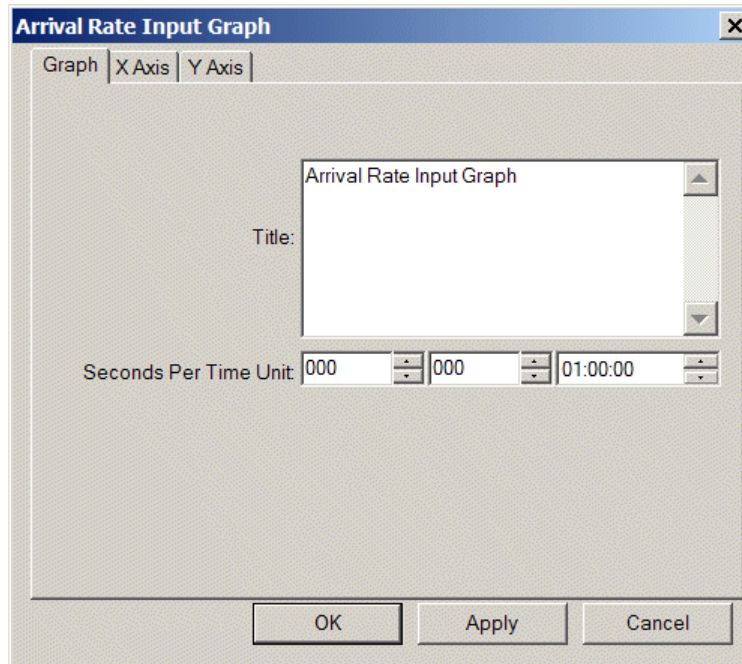 Arrival Rate Input Graph
Graph X Axis Y Axis
Arrival Rate Input Graph
Title:
Seconds Per Time Unit: 000 000 01:00:00
OK Apply Cancel